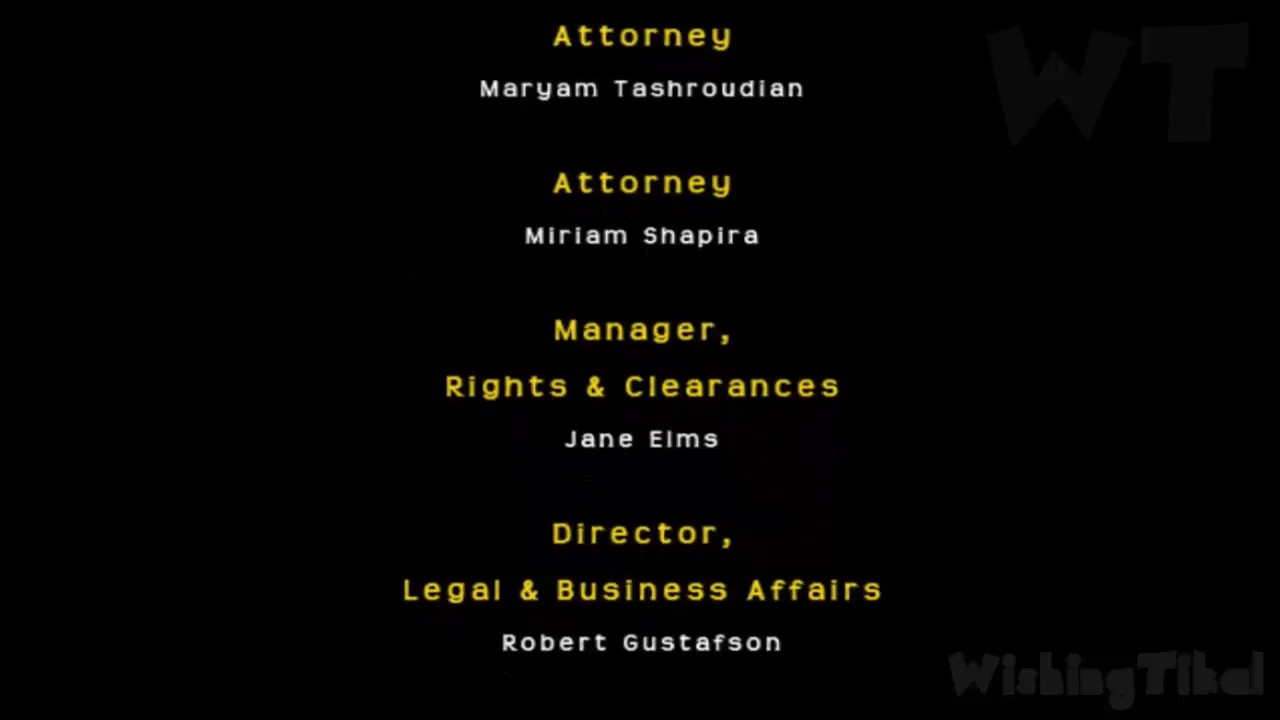 Attorney
Maryam Tashroudian
Attorney
Miriam Shapira
Manager,
Rights & Clearances
Jane Elms
Director,
Legal & Business Affairs
Robert Gustafson
WT
WishingTikal